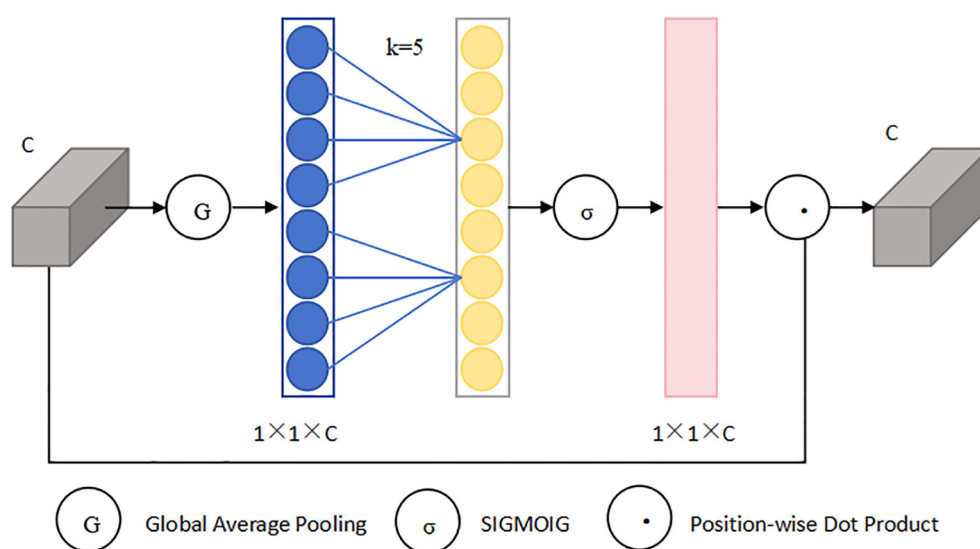 k=5
C
C
G
σ
·
1×1×C
1×1×C
G Global Average Pooling
σ SIGMOIG
· Position-wise Dot Product